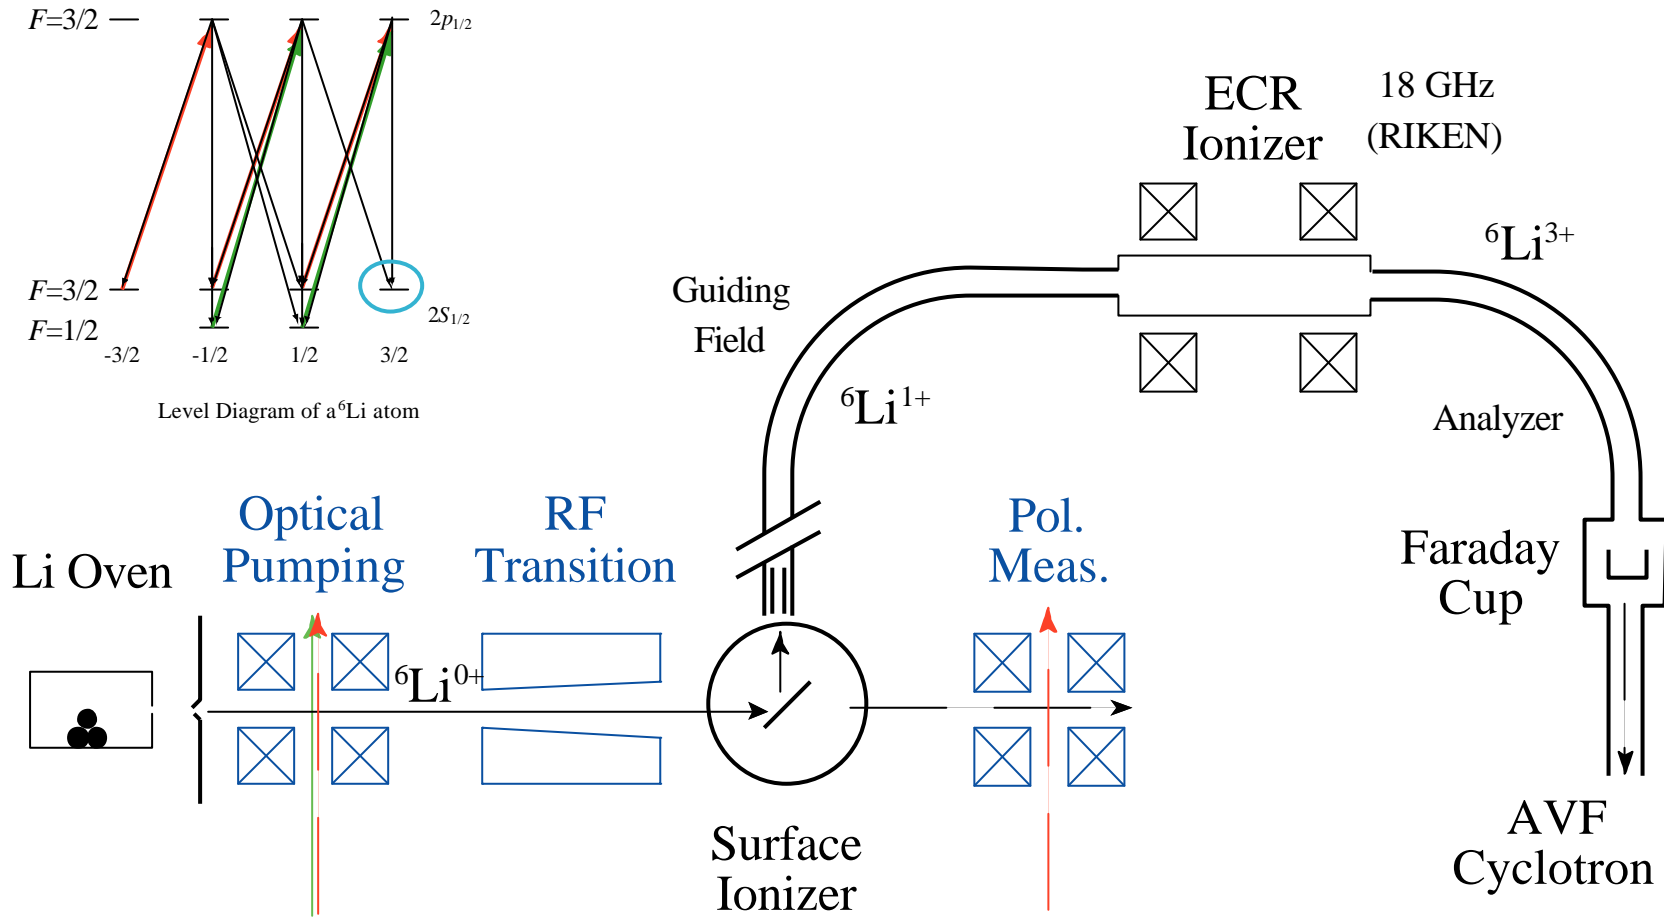 F=3/2
2p1/2
F=3/2
F=1/2
2S1/2
-3/2
-1/2
1/2
3/2
Level Diagram of a 6Li atom
ECR
Ionizer
18 GHz
(RIKEN)
6Li3+
Guiding
Field
6Li1+
Analyzer
Li Oven
Optical
Pumping
RF
Transition
Pol.
Meas.
Faraday
Cup
6Li0+
Surface
Ionizer
AVF
Cyclotron